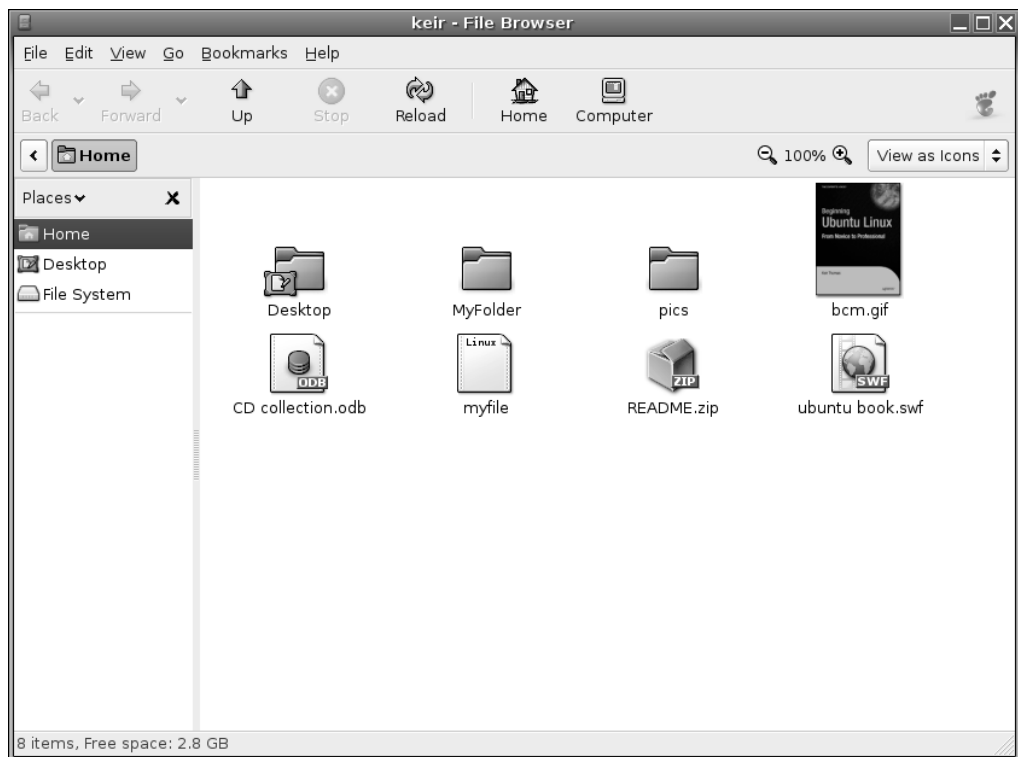 keir - File Browser
File Edit View Go Bookmarks Help
Back Forward Up Stop Reload Home Computer
Home 100% View as Icons
Places
Home
Desktop
File System
Beginning
Ubuntu Linux
From Novice to Professional
Keir Thomas
Desktop MyFolder pics bcm.gif
Linux
ODB ZIP SWF
CD collection.odb myfile README.zip ubuntu book.swf
8 items, Free space: 2.8 GB